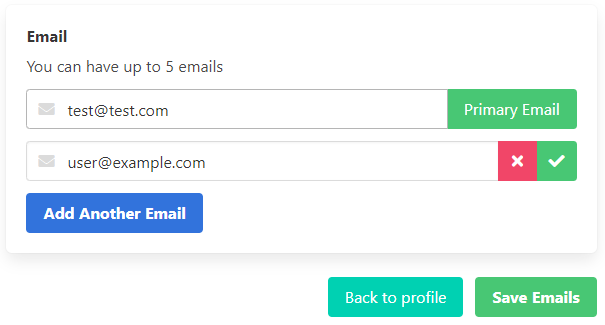 Email
You can have up to 5 emails
test@test.com Primary Email
user@example.com
Add Another Email
Back to profile Save Emails